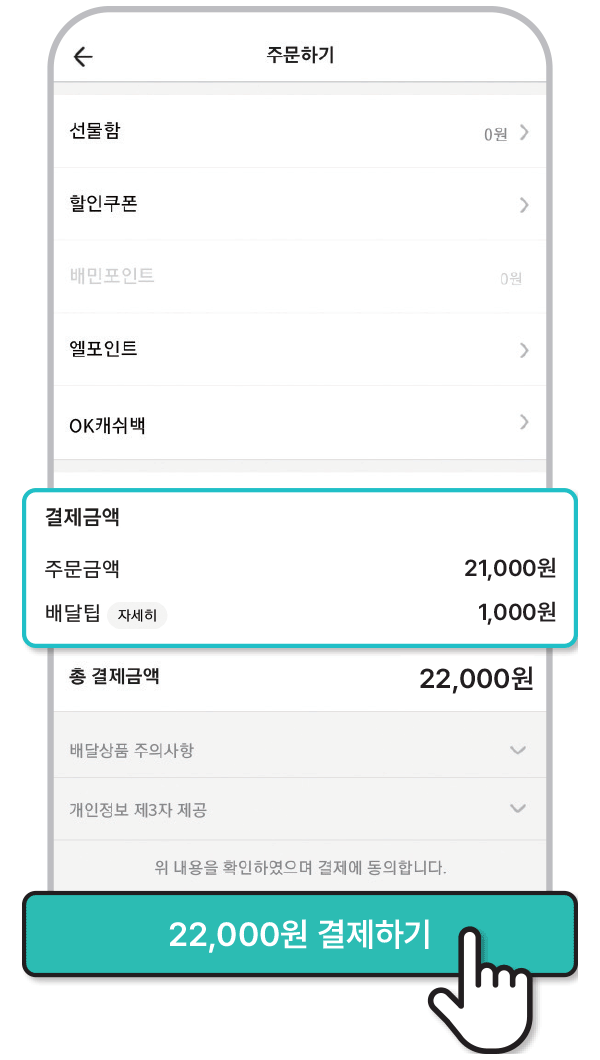 주문하기
선물함 0원
할인쿠폰
배민포인트 0원
엘포인트
OK캐쉬백
결제금액
주문금액 21,000원
배달팁 자세히 1,000원
총 결제금액 22,000원
배달상품 주의사항
개인정보 제3자 제공
위 내용을 확인하였으며 결제에 동의합니다.
22,000원 결제하기